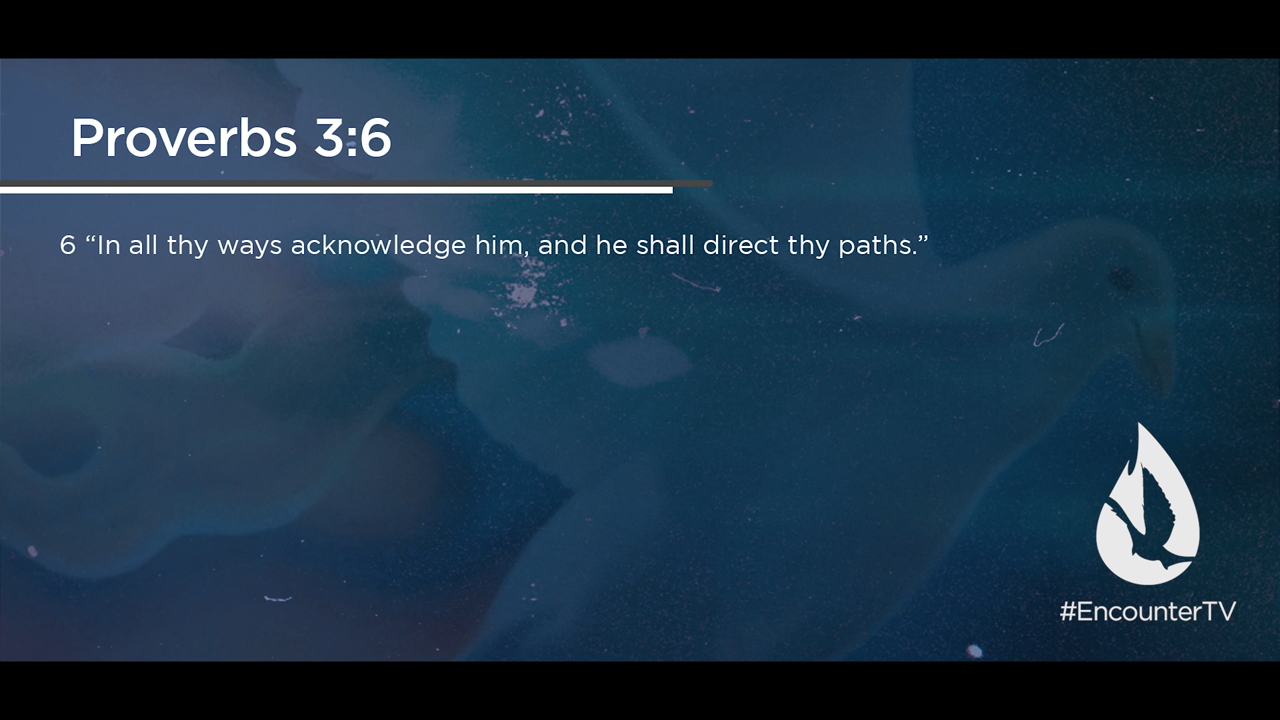 Proverbs 3:6
6 “In all thy ways acknowledge him, and he shall direct thy paths.”
#EncounterTV